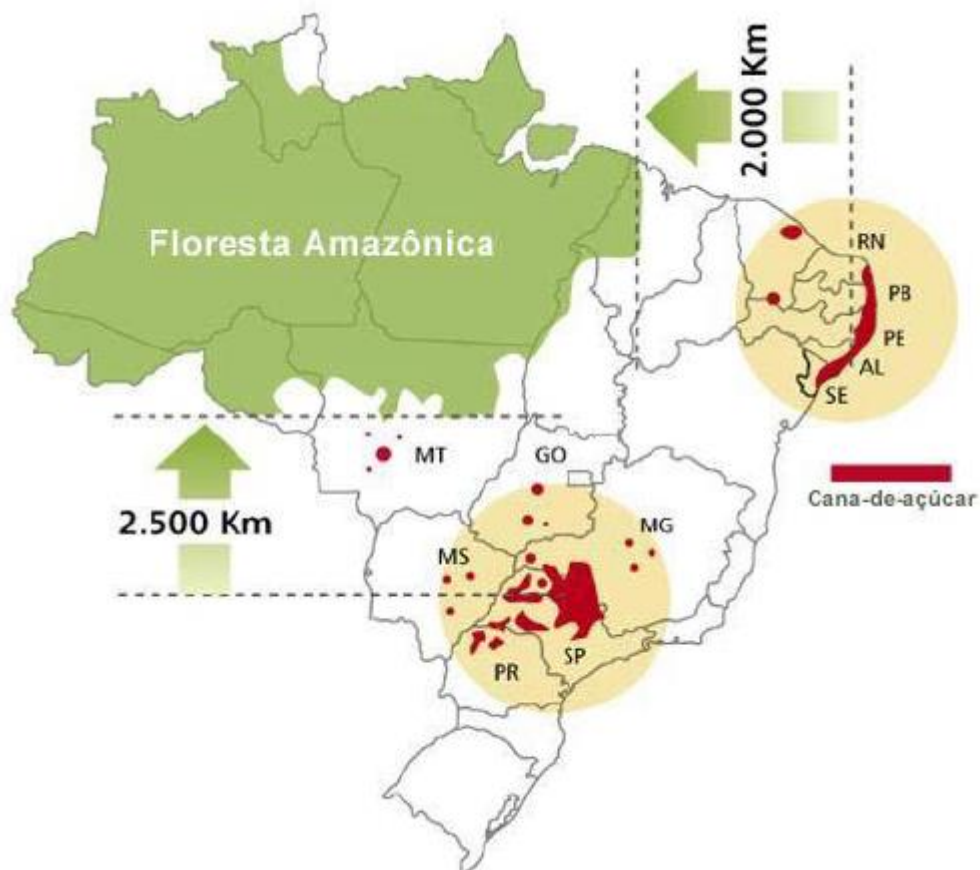 2.000 Km
Floresta Amazônica
RN
PB
PE
AL
SE
MT
GO
Cana-de-açúcar
2.500 Km
MG
MS
SP
PR